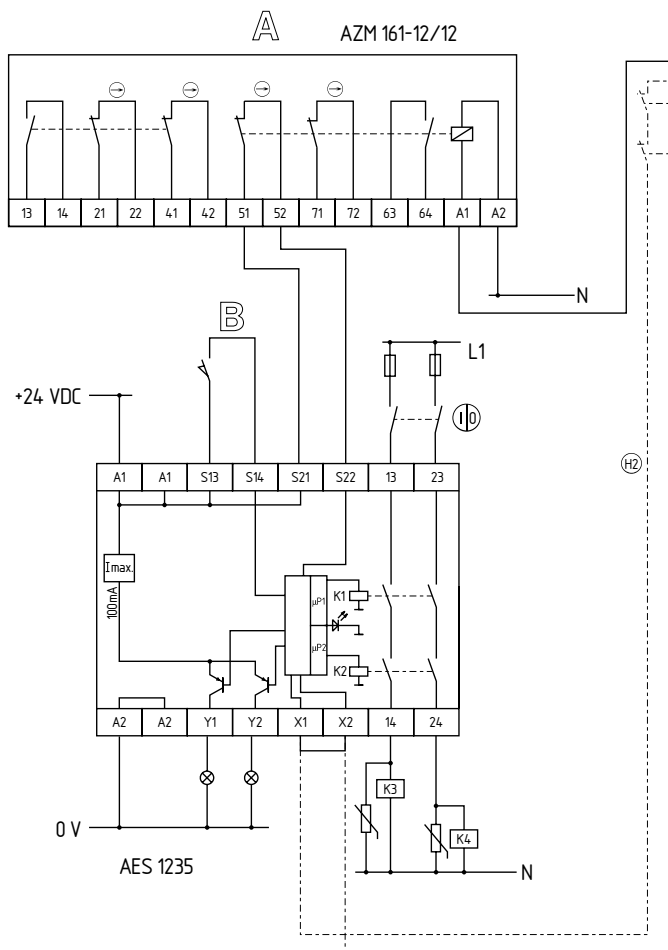 A
AZM 161-12/12
13 14 21 22 41 42 51 52 71 72 63 64 A1 A2
N
B
L1
+24 VDC
I 0
A1 A1 S13 S14 S21 S22 13 23
H2
Imax.
100mA
K1
µP1
µP2
K2
A2 A2 Y1 Y2 X1 X2 14 24
K3
0 V
K4
AES 1235
N